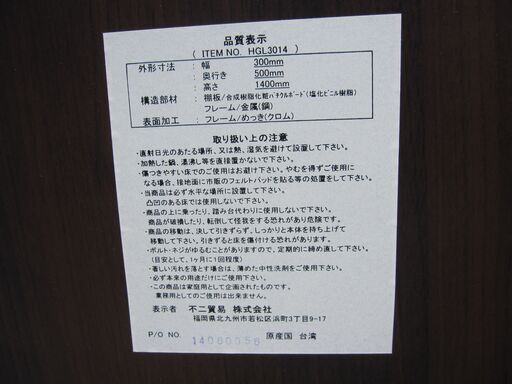 品質表示
( ITEM NO. HGL3014 )
外形寸法 : 幅 300mm
: 奥行き 500mm
: 高さ 1400mm
構造部材 : 棚板/合成樹脂化粧パーチクルボード(塩化ビニル樹脂)
フレーム/金属(鋼)
表面加工 : フレーム/めっき(クロム)
取り扱い上の注意
・直射日光のあたる場所、又は熱、湿気を避けて設置して下さい。
・加熱した鍋、湯沸し等を直接置かないで下さい。
・傷つきやすい床でのご使用はお避け下さい。やむを得ずご使用に
なる場合、接地面に市販のフェルトパッドを貼る等の処置をして下さい。
・当商品は必ず水平な場所に設置して下さい。
凸凹のある床では使用しないで下さい。
・商品の上に乗ったり、踏み台代わりに使用しないで下さい。
商品が破損したり、転倒して怪我をする恐れがあり危険です。
・商品の移動は、決して引きずらず、しっかりと本体を持ち上げて
移動して下さい。引きずると床を傷付ける恐れがあります。
・ボルト・ネジがゆるむことがありますので、定期的に締め直して下さい。
(目安として、1ヶ月に1回程度)
・著しい汚れを落とす場合は、薄めた中性洗剤をご使用下さい。
・必ず本来の用途だけにご使用下さい。
・この商品は家庭用として企画されたものです。
業務用としてのご使用は出来ません。
表示者 不二貿易 株式会社
福岡県北九州市若松区浜町3丁目9-17
P/O NO. 14060056 原産国 台湾